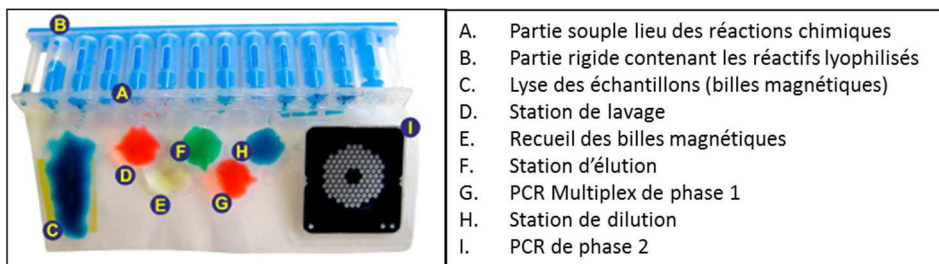 B
A
I
F
H
D
E
G
C
A. Partie souple lieu des réactions chimiques
B. Partie rigide contenant les réactifs lyophilisés
C. Lyse des échantillons (billes magnétiques)
D. Station de lavage
E. Recueil des billes magnétiques
F. Station d'élution
G. PCR Multiplex de phase 1
H. Station de dilution
I. PCR de phase 2